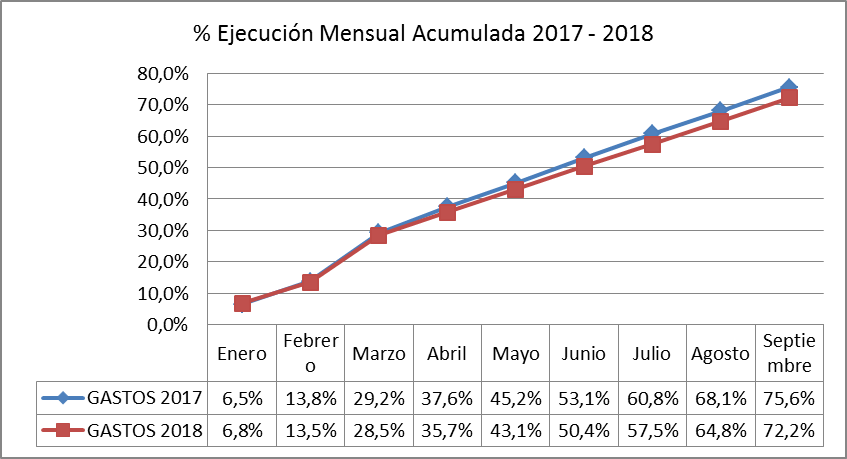 % Ejecución Mensual Acumulada 2017 - 2018
80,0%
70,0%
60,0%
50,0%
40,0%
30,0%
20,0%
10,0%
0,0%
Enero Febrer
o Marzo Abril Mayo Junio Julio Agosto Septie
mbre
GASTOS 2017 6,5% 13,8% 29,2% 37,6% 45,2% 53,1% 60,8% 68,1% 75,6%
GASTOS 2018 6,8% 13,5% 28,5% 35,7% 43,1% 50,4% 57,5% 64,8% 72,2%